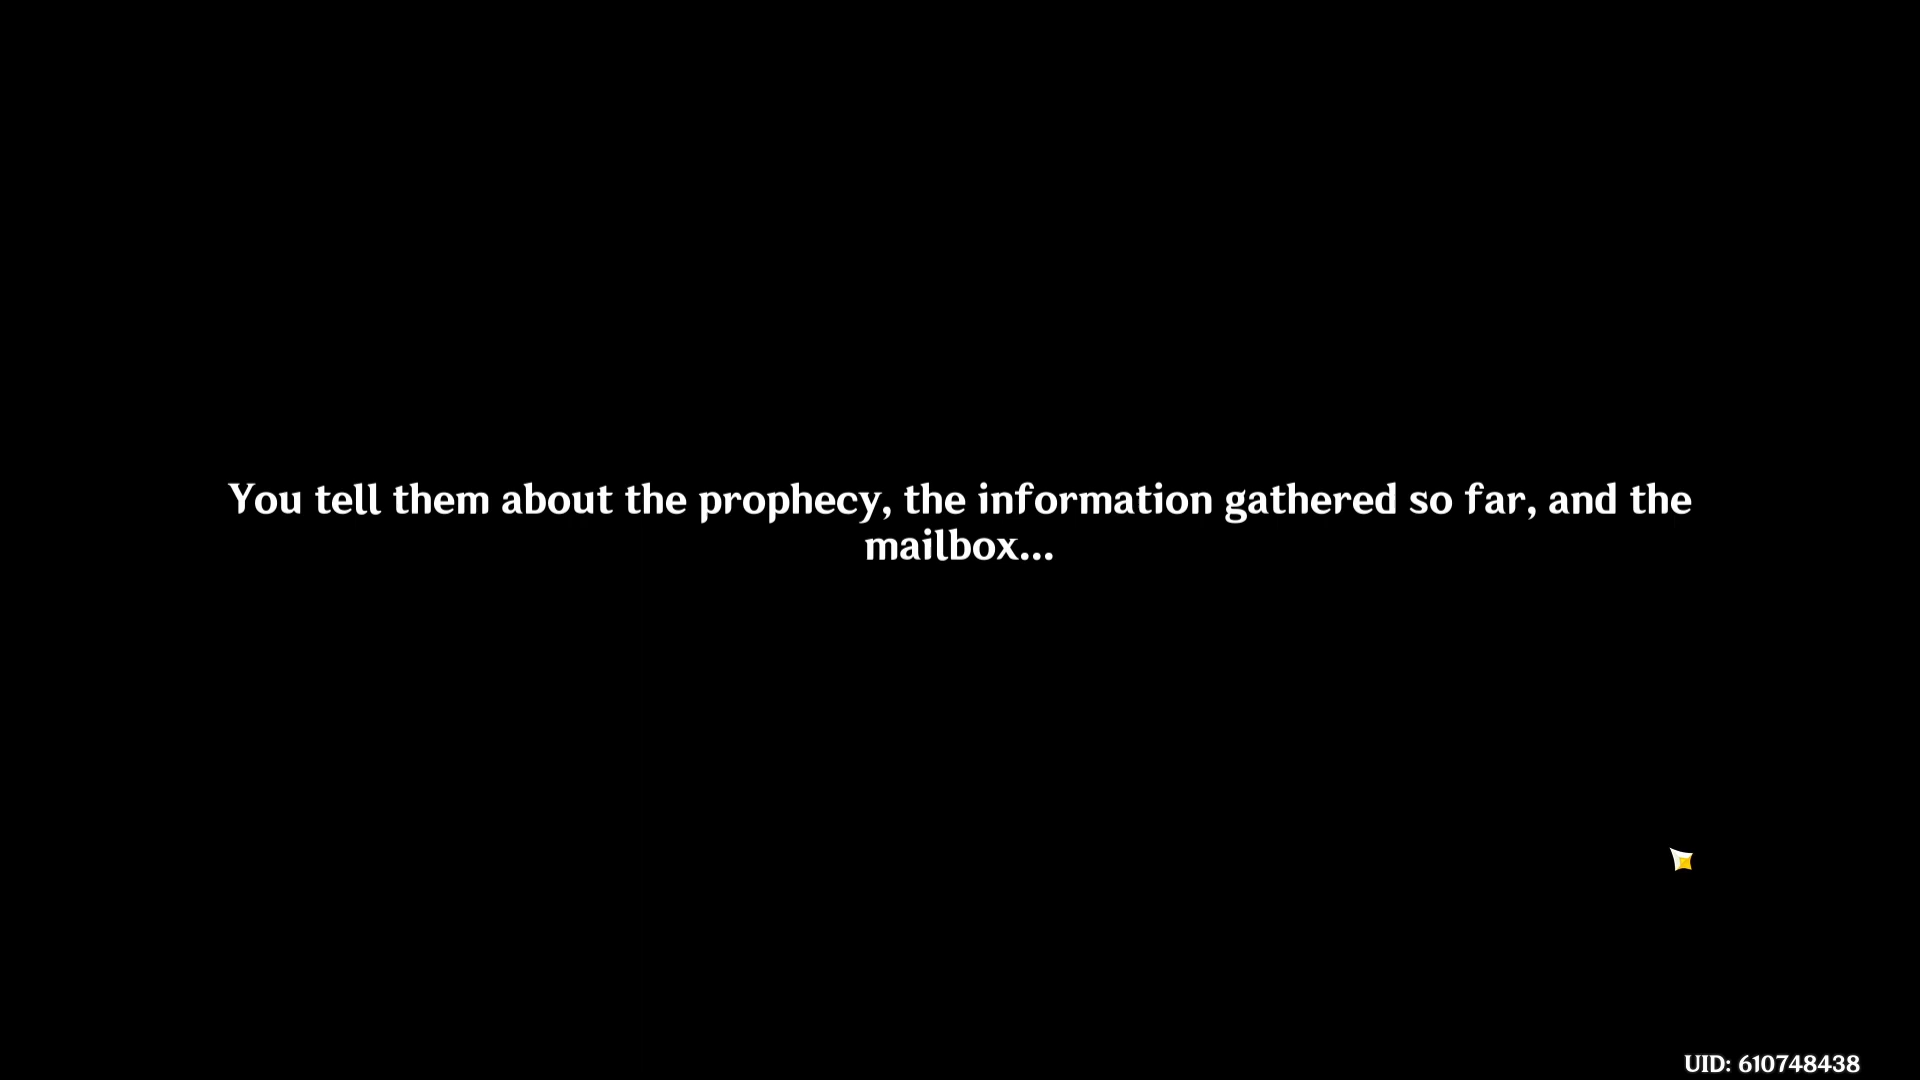 You tell them about the prophecy, the information gathered so far, and the
mailbox...
UID: 610748438